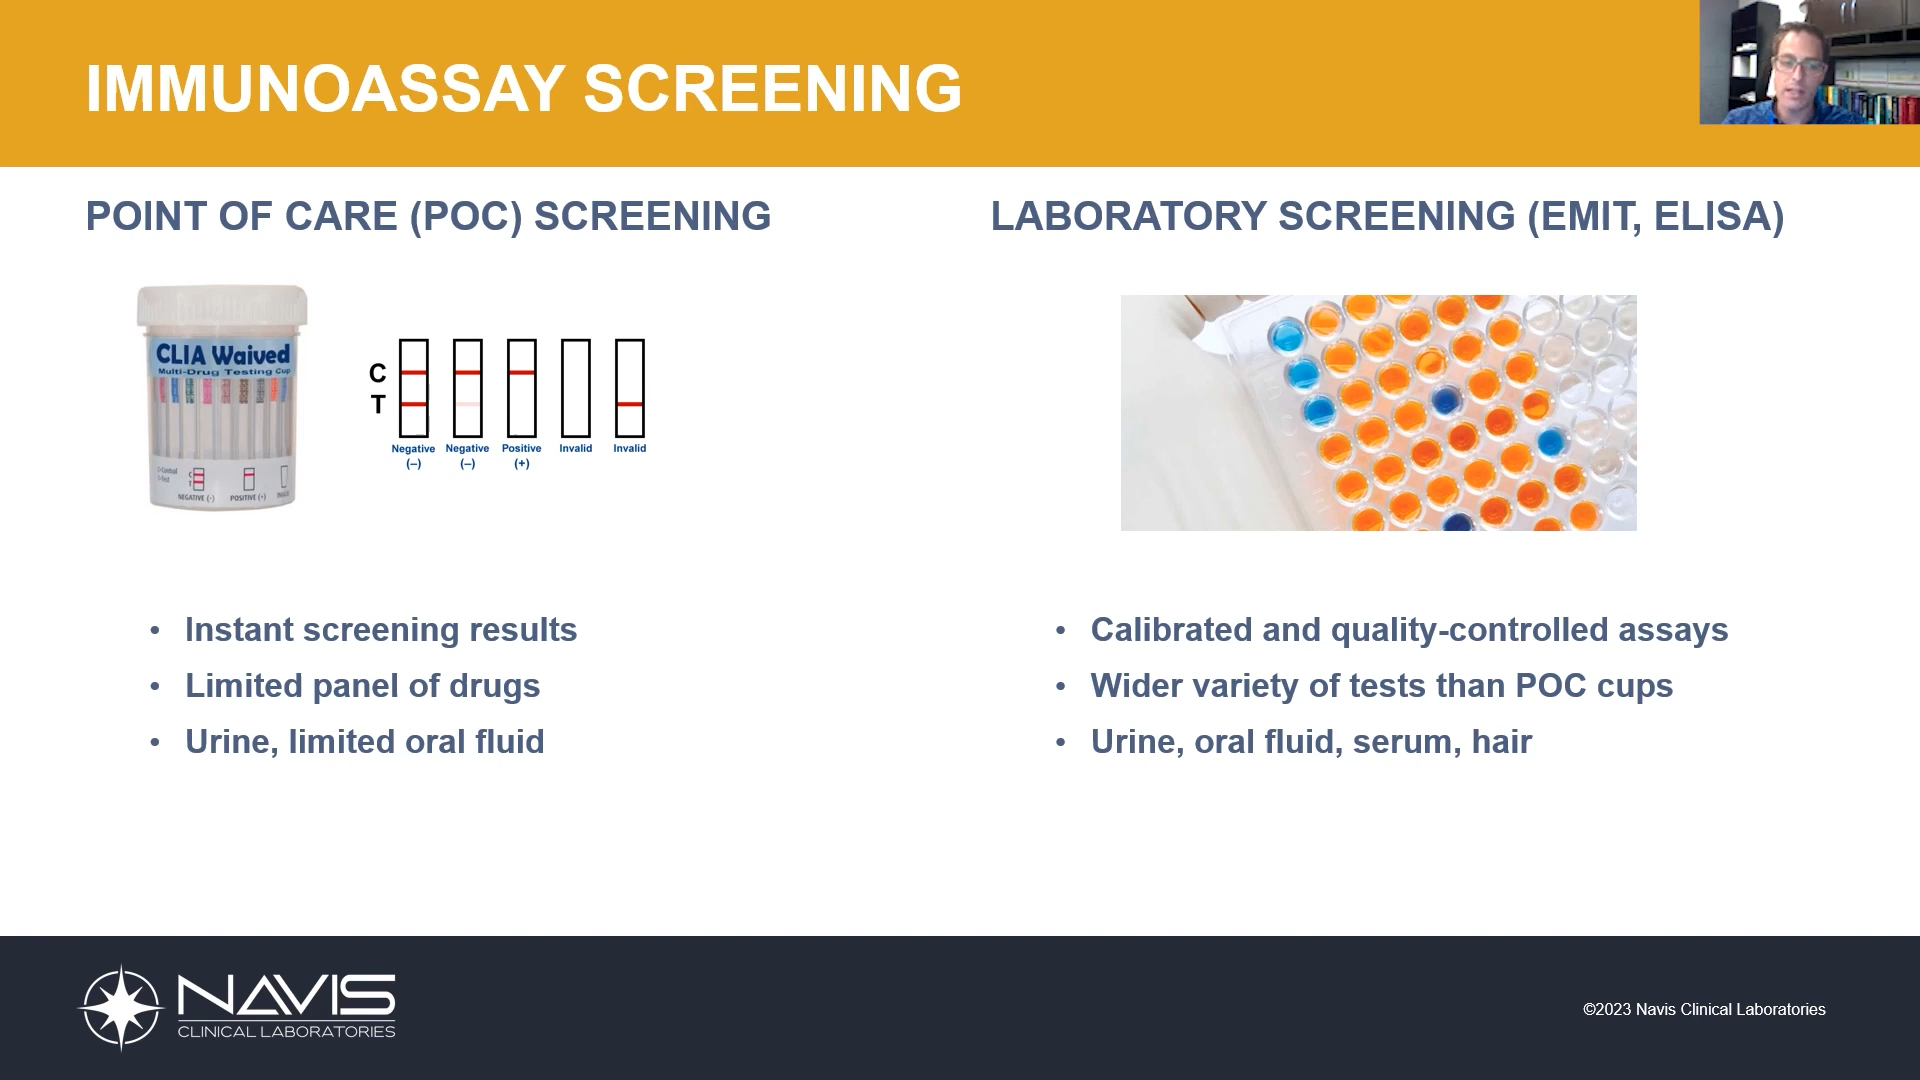 IMMUNOASSAY SCREENING
POINT OF CARE (POC) SCREENING
CLIA Waived
Multi-Drug Testing Cup
C
T
NEGATIVE (-)
POSITIVE (+)
C
T
Negative
(–)
Negative
(–)
Positive
(+)
Invalid
Invalid
• Instant screening results
• Limited panel of drugs
• Urine, limited oral fluid
LABORATORY SCREENING (EMIT, ELISA)
• Calibrated and quality-controlled assays
• Wider variety of tests than POC cups
• Urine, oral fluid, serum, hair
NAVIS
CLINICAL LABORATORIES
©2023 Navis Clinical Laboratories